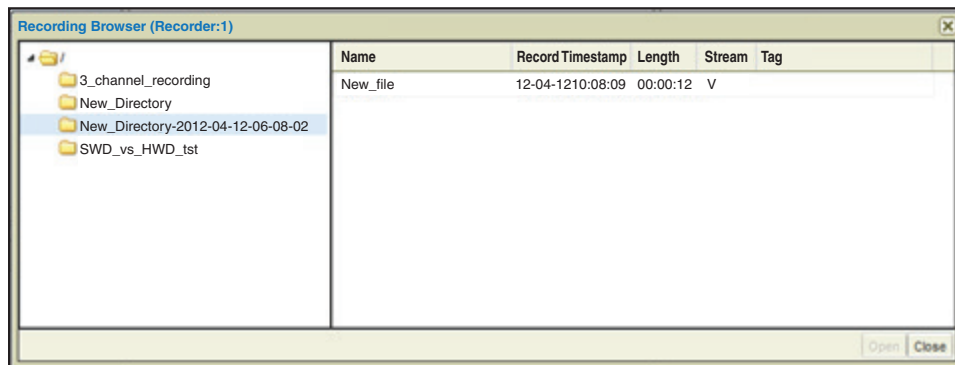 Recording Browser (Recorder:1)
/
3_channel_recording
New_Directory
New_Directory-2012-04-12-06-08-02
SWD_vs_HWD_tst
Name Record Timestamp Length Stream Tag
New_file 12-04-1210:08:09 00:00:12 V
Open Close